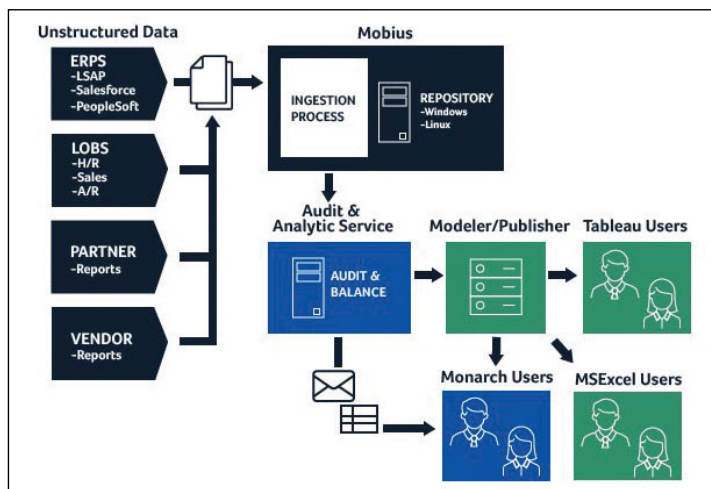 Unstructured Data
ERPS
-LSAP
-Salesforce
-PeopleSoft
LOBS
-H/R
-Sales
-A/R
PARTNER
-Reports
VENDOR
-Reports
Mobius
INGESTION
PROCESS
REPOSITORY
-Windows
-Linux
Audit &
Analytic Service
AUDIT &
BALANCE
Modeler/Publisher
Tableau Users
Monarch Users
MSExcel Users